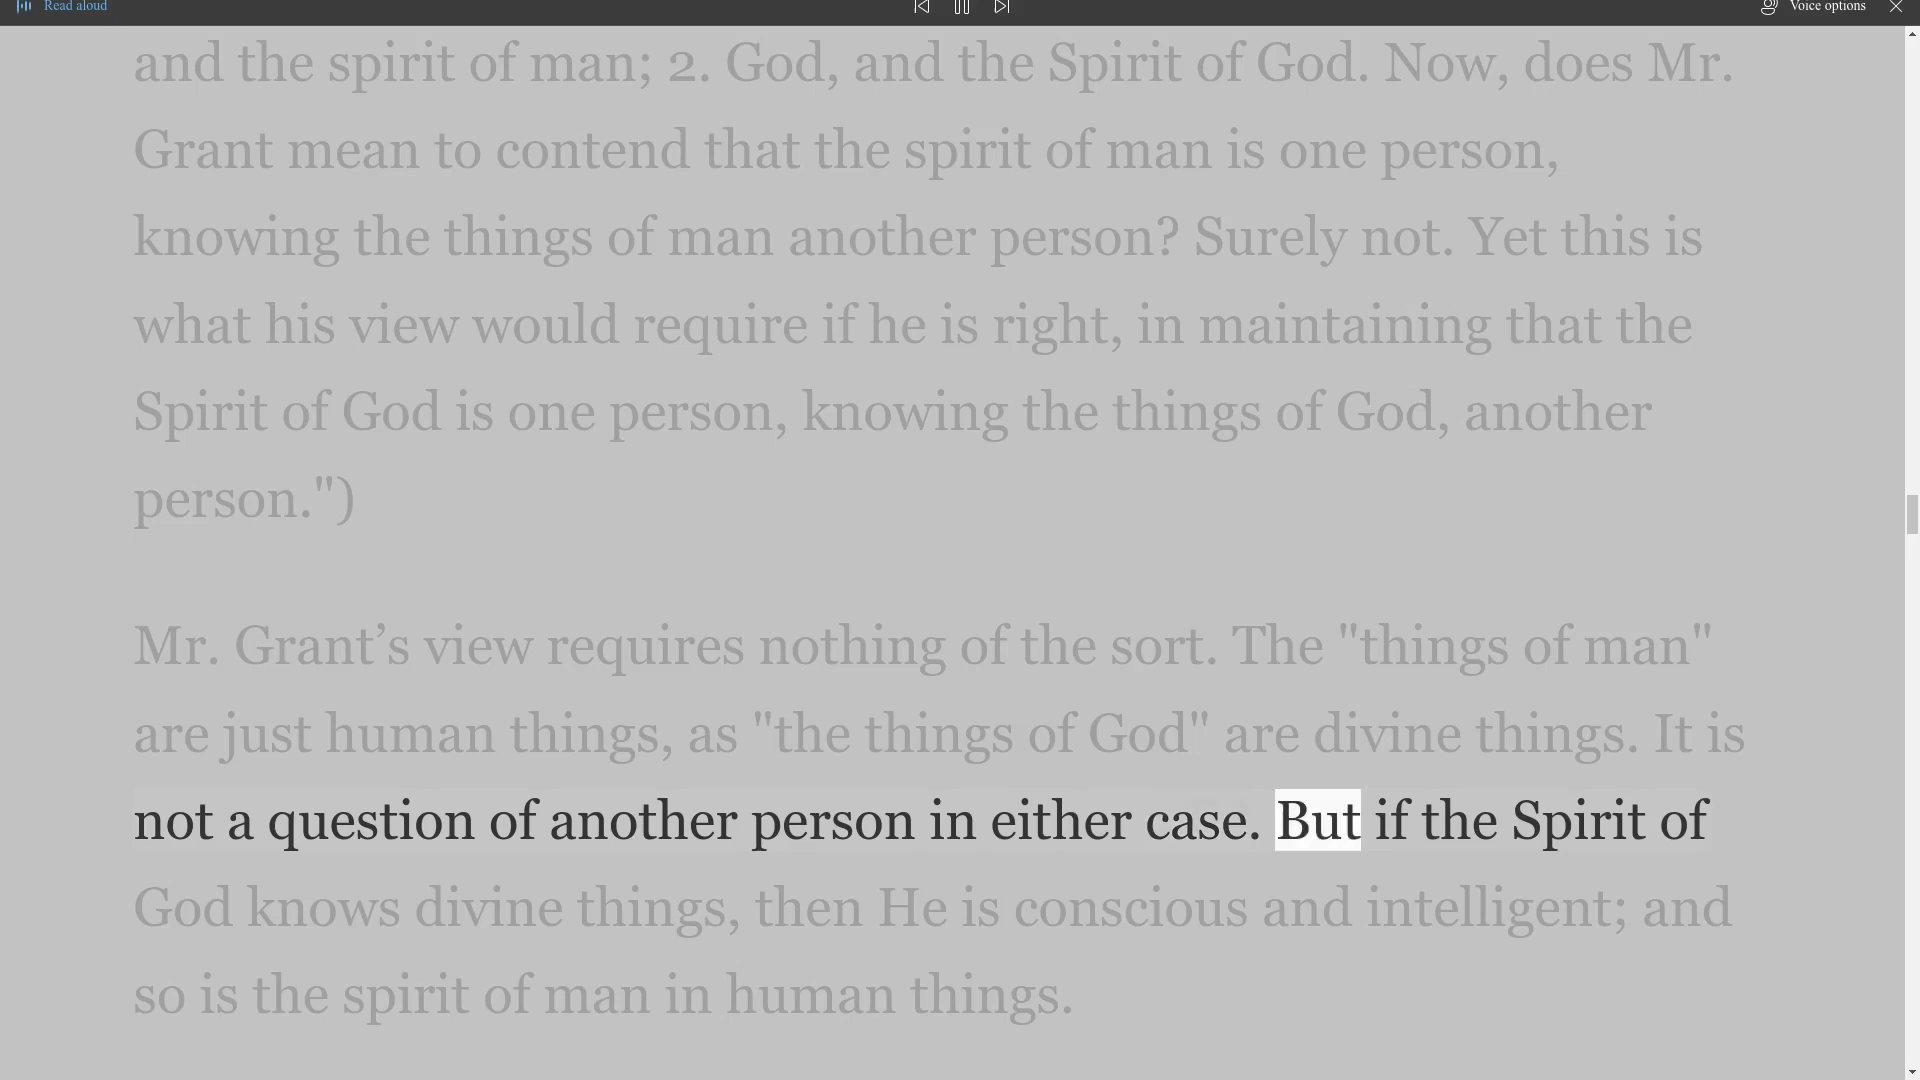 Read aloud
Voice options
and the spirit of man; 2. God, and the Spirit of God. Now, does Mr.
Grant mean to contend that the spirit of man is one person,
knowing the things of man another person? Surely not. Yet this is
what his view would require if he is right, in maintaining that the
Spirit of God is one person, knowing the things of God, another
person.")
Mr. Grant’s view requires nothing of the sort. The "things of man"
are just human things, as "the things of God" are divine things. It is
not a question of another person in either case. But if the Spirit of
God knows divine things, then He is conscious and intelligent; and
so is the spirit of man in human things.